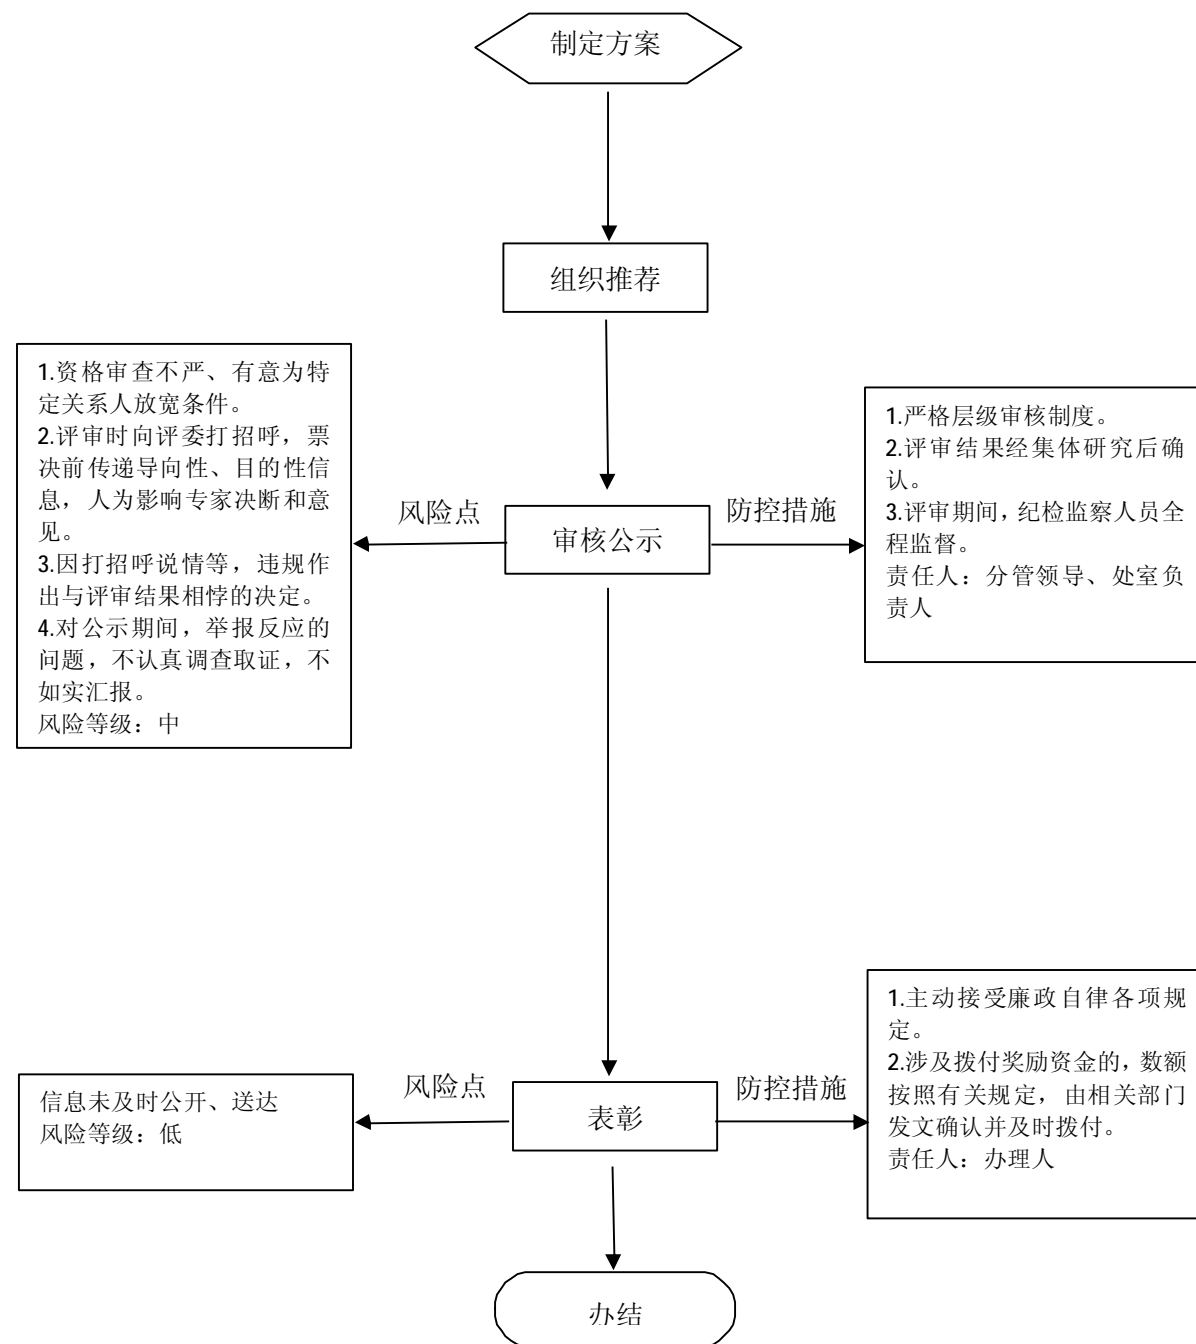 制定方案
组织推荐
1.资格审查不严、有意为特
定关系人放宽条件。
2.评审时向评委打招呼，票
决前传递导向性、目的性信
息，人为影响专家决断和意
见。
3.因打招呼说情等，违规作
出与评审结果相悖的决定。
4.对公示期间，举报反应的
问题，不认真调查取证，不
如实汇报。
风险等级：中
风险点
审核公示
防控措施
1.严格层级审核制度。
2.评审结果经集体研究后确
认。
3.评审期间，纪检监察人员全
程监督。
责任人：分管领导、处室负
责人
信息未及时公开、送达
风险等级：低
风险点
表彰
防控措施
1.主动接受廉政自律各项规
定。
2.涉及拨付奖励资金的，数额
按照有关规定，由相关部门
发文确认并及时拨付。
责任人：办理人
办结